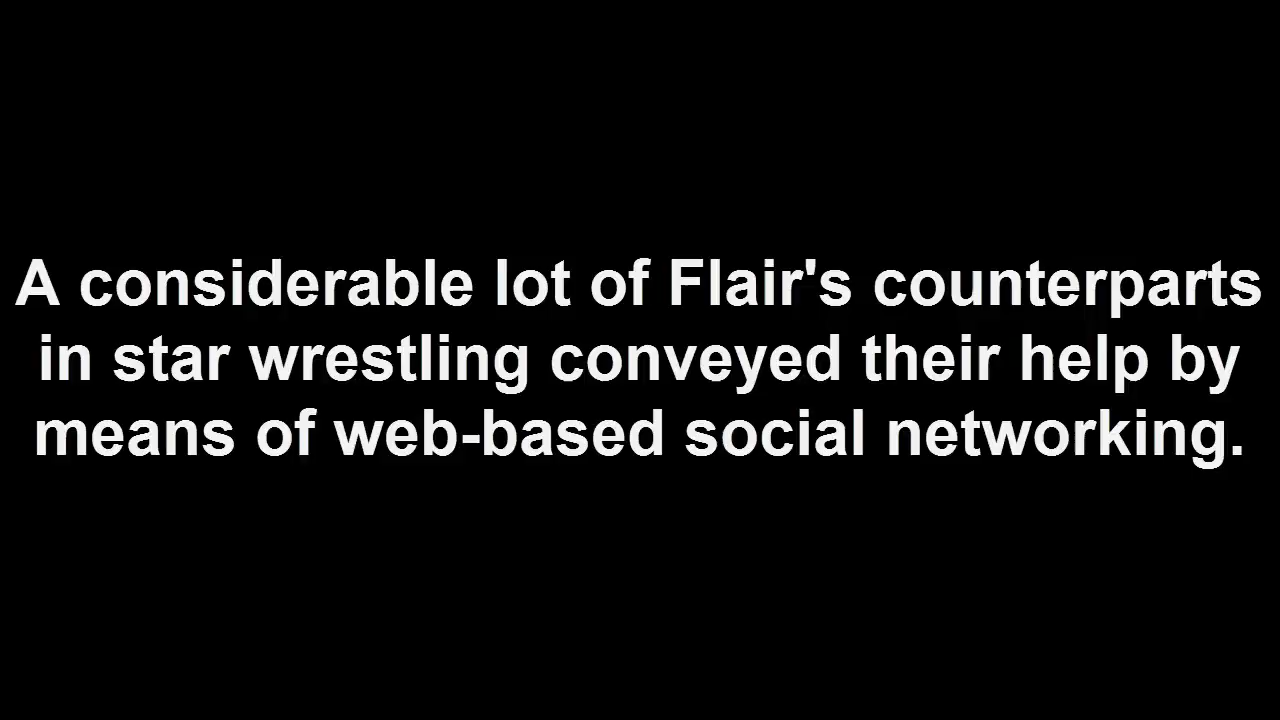 A considerable lot of Flair's counterparts
in star wrestling conveyed their help by
means of web-based social networking.